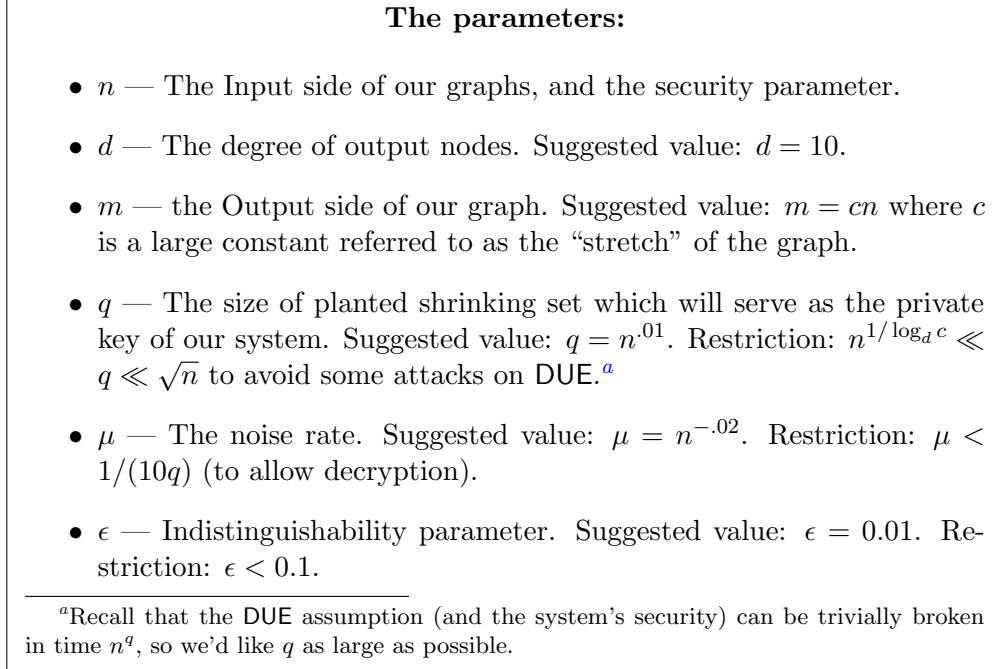 The parameters:
• n — The Input side of our graphs, and the security parameter.
• d — The degree of output nodes. Suggested value: d = 10.
• m — the Output side of our graph. Suggested value: m = cn where c
is a large constant referred to as the “stretch” of the graph.
• q — The size of planted shrinking set which will serve as the private
key of our system. Suggested value: q = n^.01. Restriction: n^{1/ log_d c} ≪
q ≪ √n to avoid some attacks on DUE.^a
• μ — The noise rate. Suggested value: μ = n^{−.02}. Restriction: μ <
1/(10q) (to allow decryption).
• ϵ — Indistinguishability parameter. Suggested value: ϵ = 0.01. Re-
striction: ϵ < 0.1.
^aRecall that the DUE assumption (and the system’s security) can be trivially broken
in time n^q, so we’d like q as large as possible.